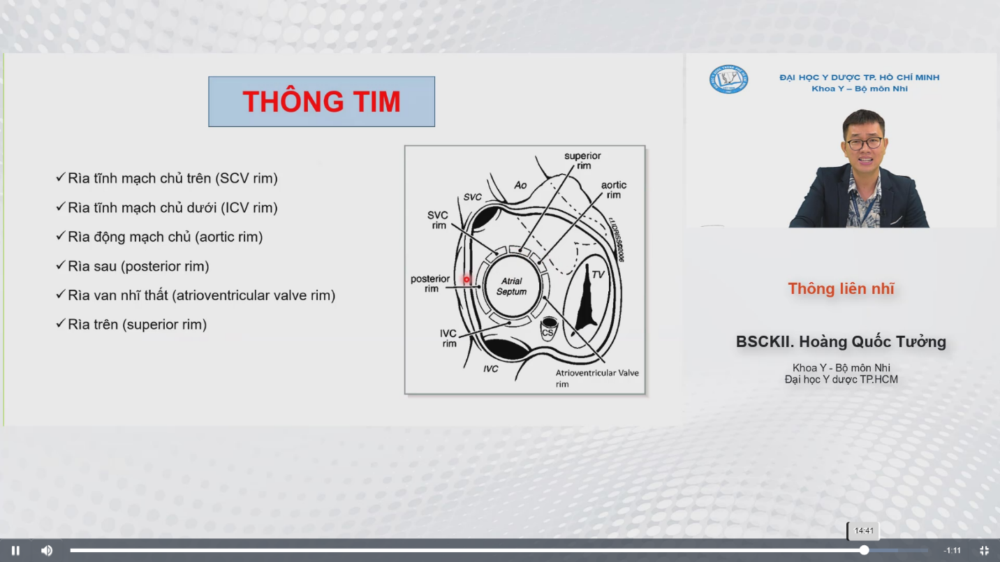 THÔNG TIM
✓Rìa tĩnh mạch chủ trên (SCV rim)
✓Rìa tĩnh mạch chủ dưới (ICV rim)
✓Rìa động mạch chủ (aortic rim)
✓Rìa sau (posterior rim)
✓Rìa van nhĩ thất (atrioventricular valve rim)
✓Rìa trên (superior rim)
superior
rim
Ao
aortic
rim
SVC
SVC
rim
posterior
rim
Atrial
Septum
TV
IVC
rim
CS
IVC
Atrioventricular Valve
rim
ĐẠI HỌC Y DƯỢC TP. HỒ CHÍ MINH
Khoa Y – Bộ môn Nhi
Thông liên nhĩ
BSCKII. Hoàng Quốc Tưởng
Khoa Y - Bộ môn Nhi
Đại học Y dược TP.HCM
14:41
-1:11